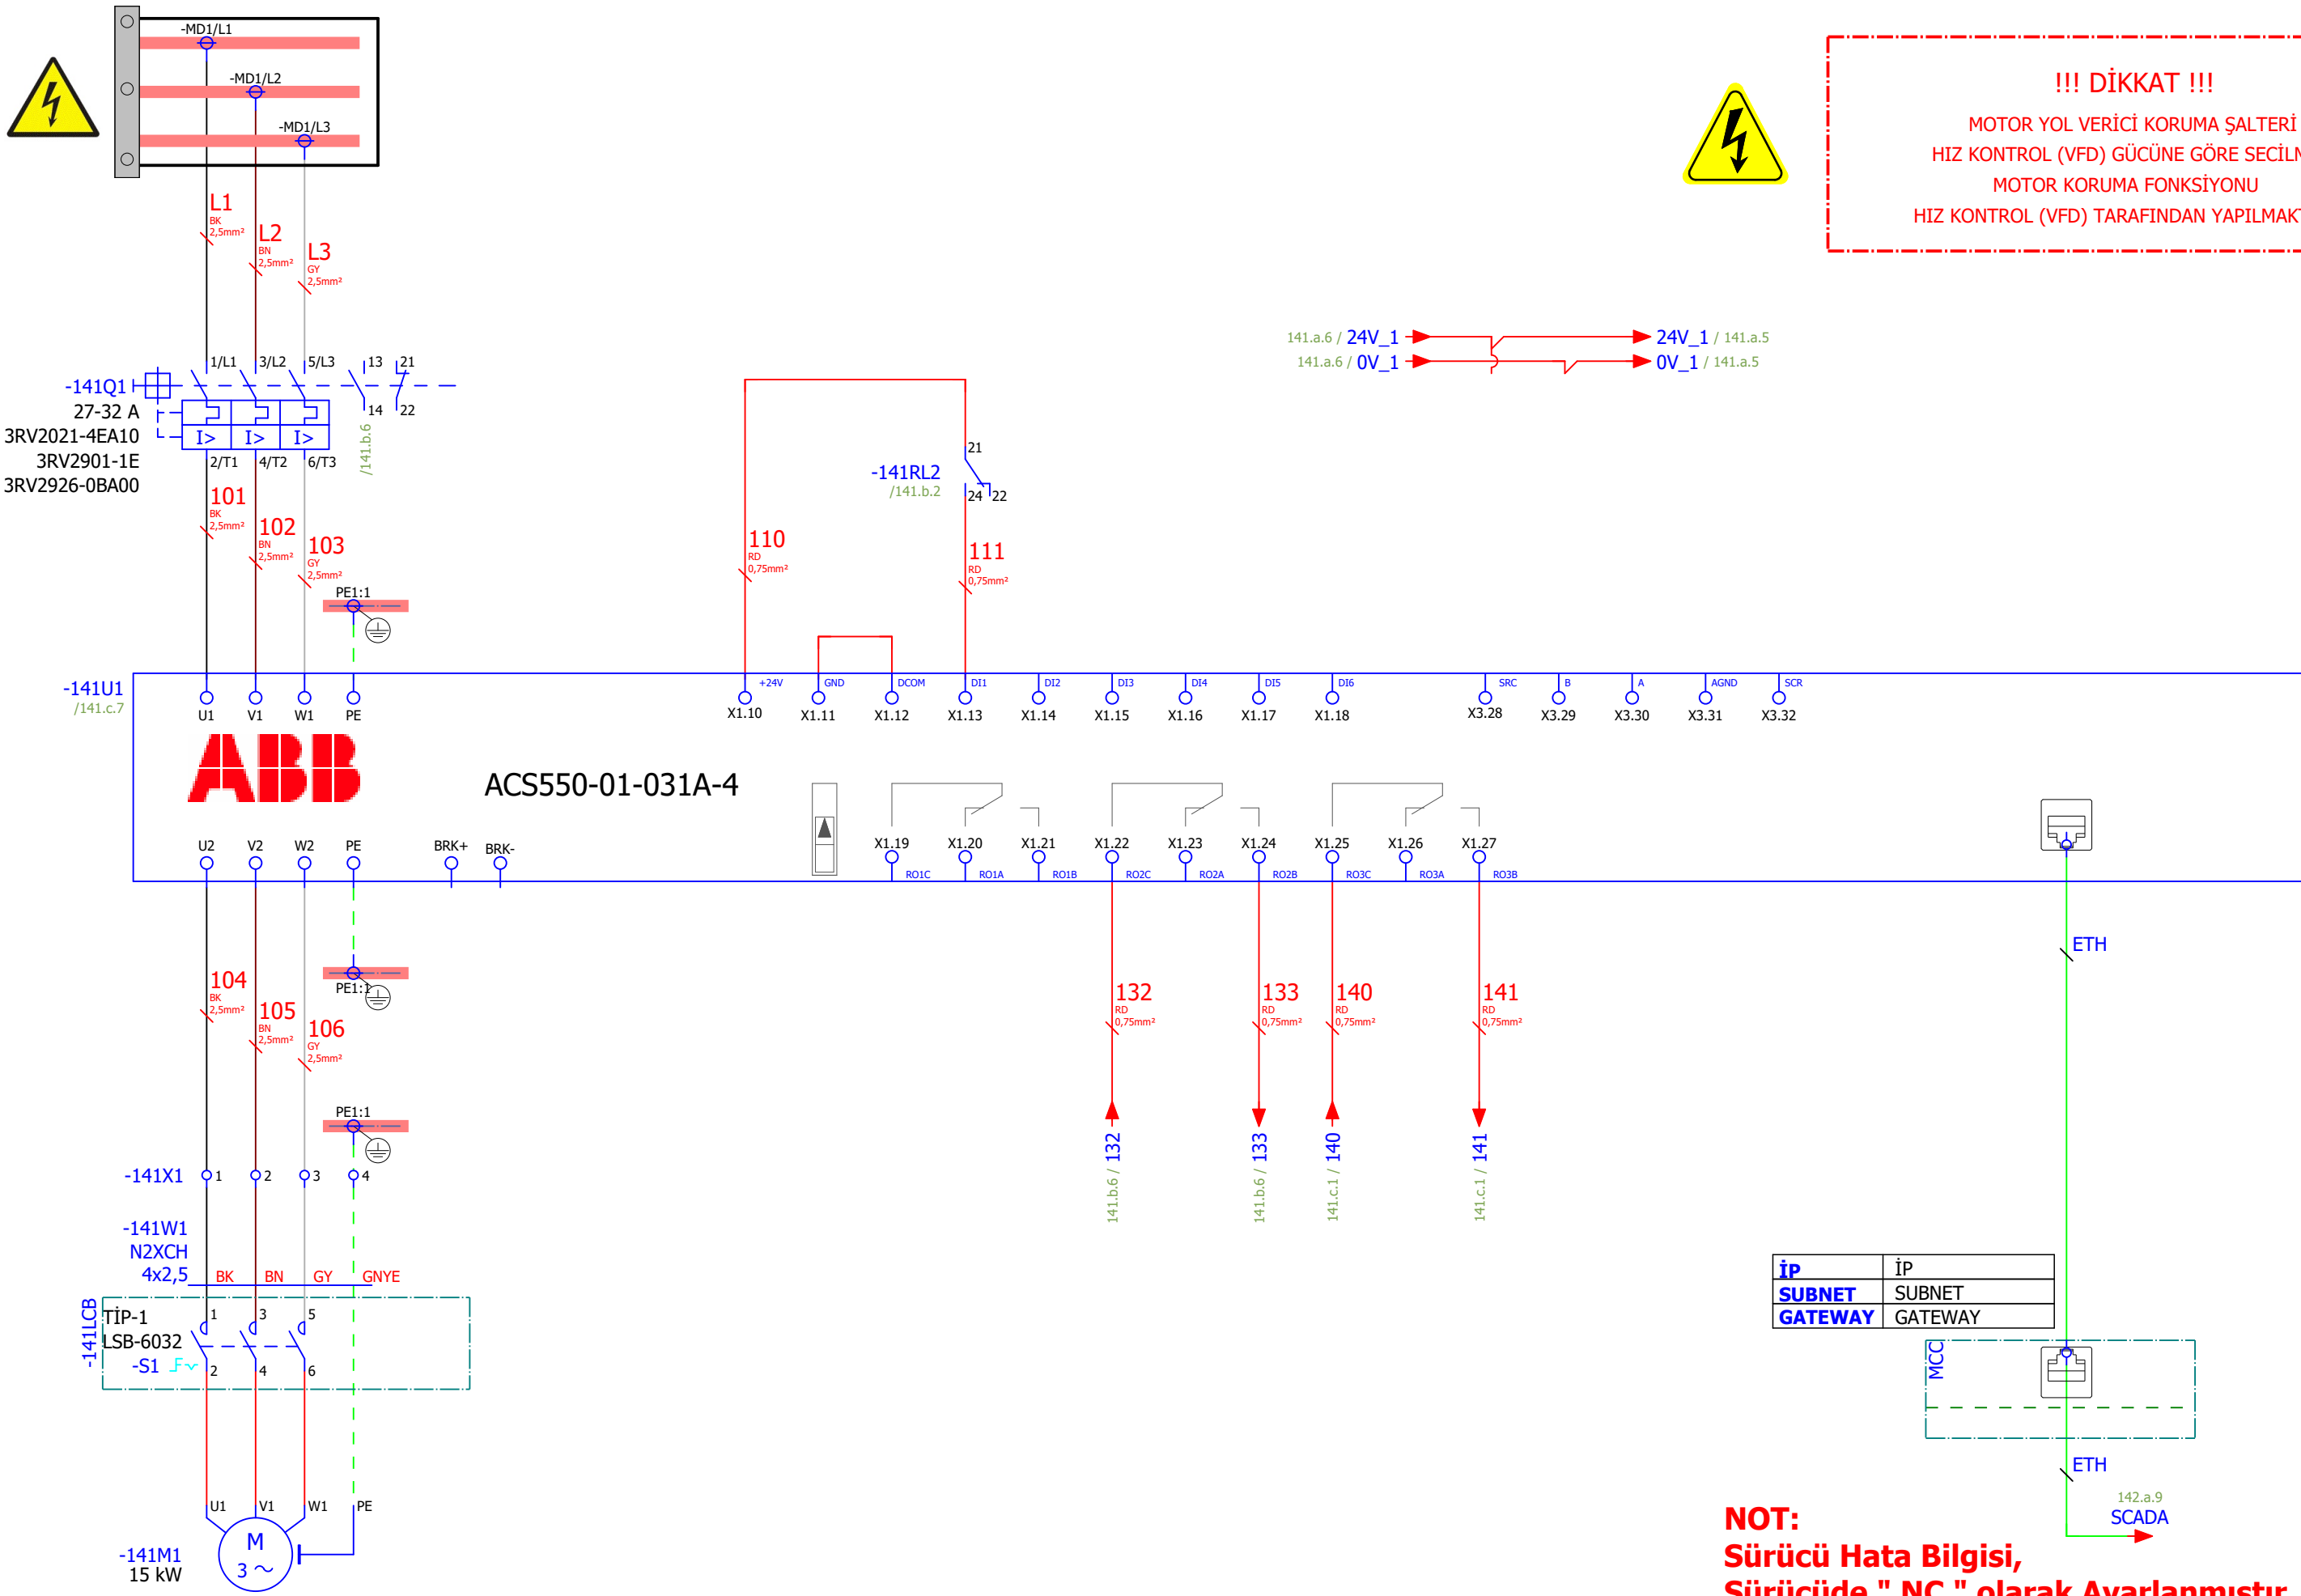 -MD1/L1
-MD1/L2
-MD1/L3
!!! DİKKAT !!!
MOTOR YOL VERİCİ KORUMA ŞALTERİ
HIZ KONTROL (VFD) GÜCÜNE GÖRE
MOTOR KORUMA FONKSİYONU
HIZ KONTROL (VFD) TARAFINDAN
L1
BK
2,5mm²
L2
BN
2,5mm²
L3
GY
2,5mm²
141.a.6 / 24V_1
24V_1 / 141.a.5
141.a.6 / 0V_1
0V_1 / 141.a.5
-141Q1
27-32 A
3RV2021-4EA10
3RV2901-1E
3RV2926-0BA00
1/L1 3/L2 5/L3 13 21
I> I> I>
14 22
2/T1 4/T2 6/T3
/141.b.6
101
BK
2,5mm²
102
BN
2,5mm²
103
GY
2,5mm²
PE1:1
-141RL2
/141.b.2
21
24 22
110
RD
0,75mm²
111
RD
0,75mm²
-141U1
/141.c.7
U1 V1 W1 PE
+24V GND DCOM DI1 DI2 DI3 DI4 DI5 DI6 SRC B A AGND SCR
X1.10 X1.11 X1.12 X1.13 X1.14 X1.15 X1.16 X1.17 X1.18 X3.28 X3.29 X3.30 X3.31 X3.32
ABB
ACS550-01-031A-4
U2 V2 W2 PE BRK+ BRK-
X1.19 X1.20 X1.21 X1.22 X1.23 X1.24 X1.25 X1.26 X1.27
RO1C RO1A RO1B RO2C RO2A RO2B RO3C RO3A RO3B
ETH
104
BK
2,5mm²
105
BN
2,5mm²
106
GY
2,5mm²
PE1:1
132
RD
0,75mm²
133
RD
0,75mm²
140
RD
0,75mm²
141
RD
0,75mm²
141.b.6 / 132
141.b.6 / 133
141.c.1 / 140
141.c.1 / 141
PE1:1
-141X1 1 2 3 4
-141W1
N2XCH
4x2,5
BK BN GY GNYE
-141LCB
TİP-1
LSB-6032
-S1
1 3 5
2 4 6
U1 V1 W1 PE
M
3 ~
-141M1
15 kW
İP İP
SUBNET SUBNET
GATEWAY GATEWAY
MCC
ETH
142.a.9
SCADA
NOT:
Sürücü Hata Bilgisi,
Sürücüde " NC " olarak Ayarlanmıştır